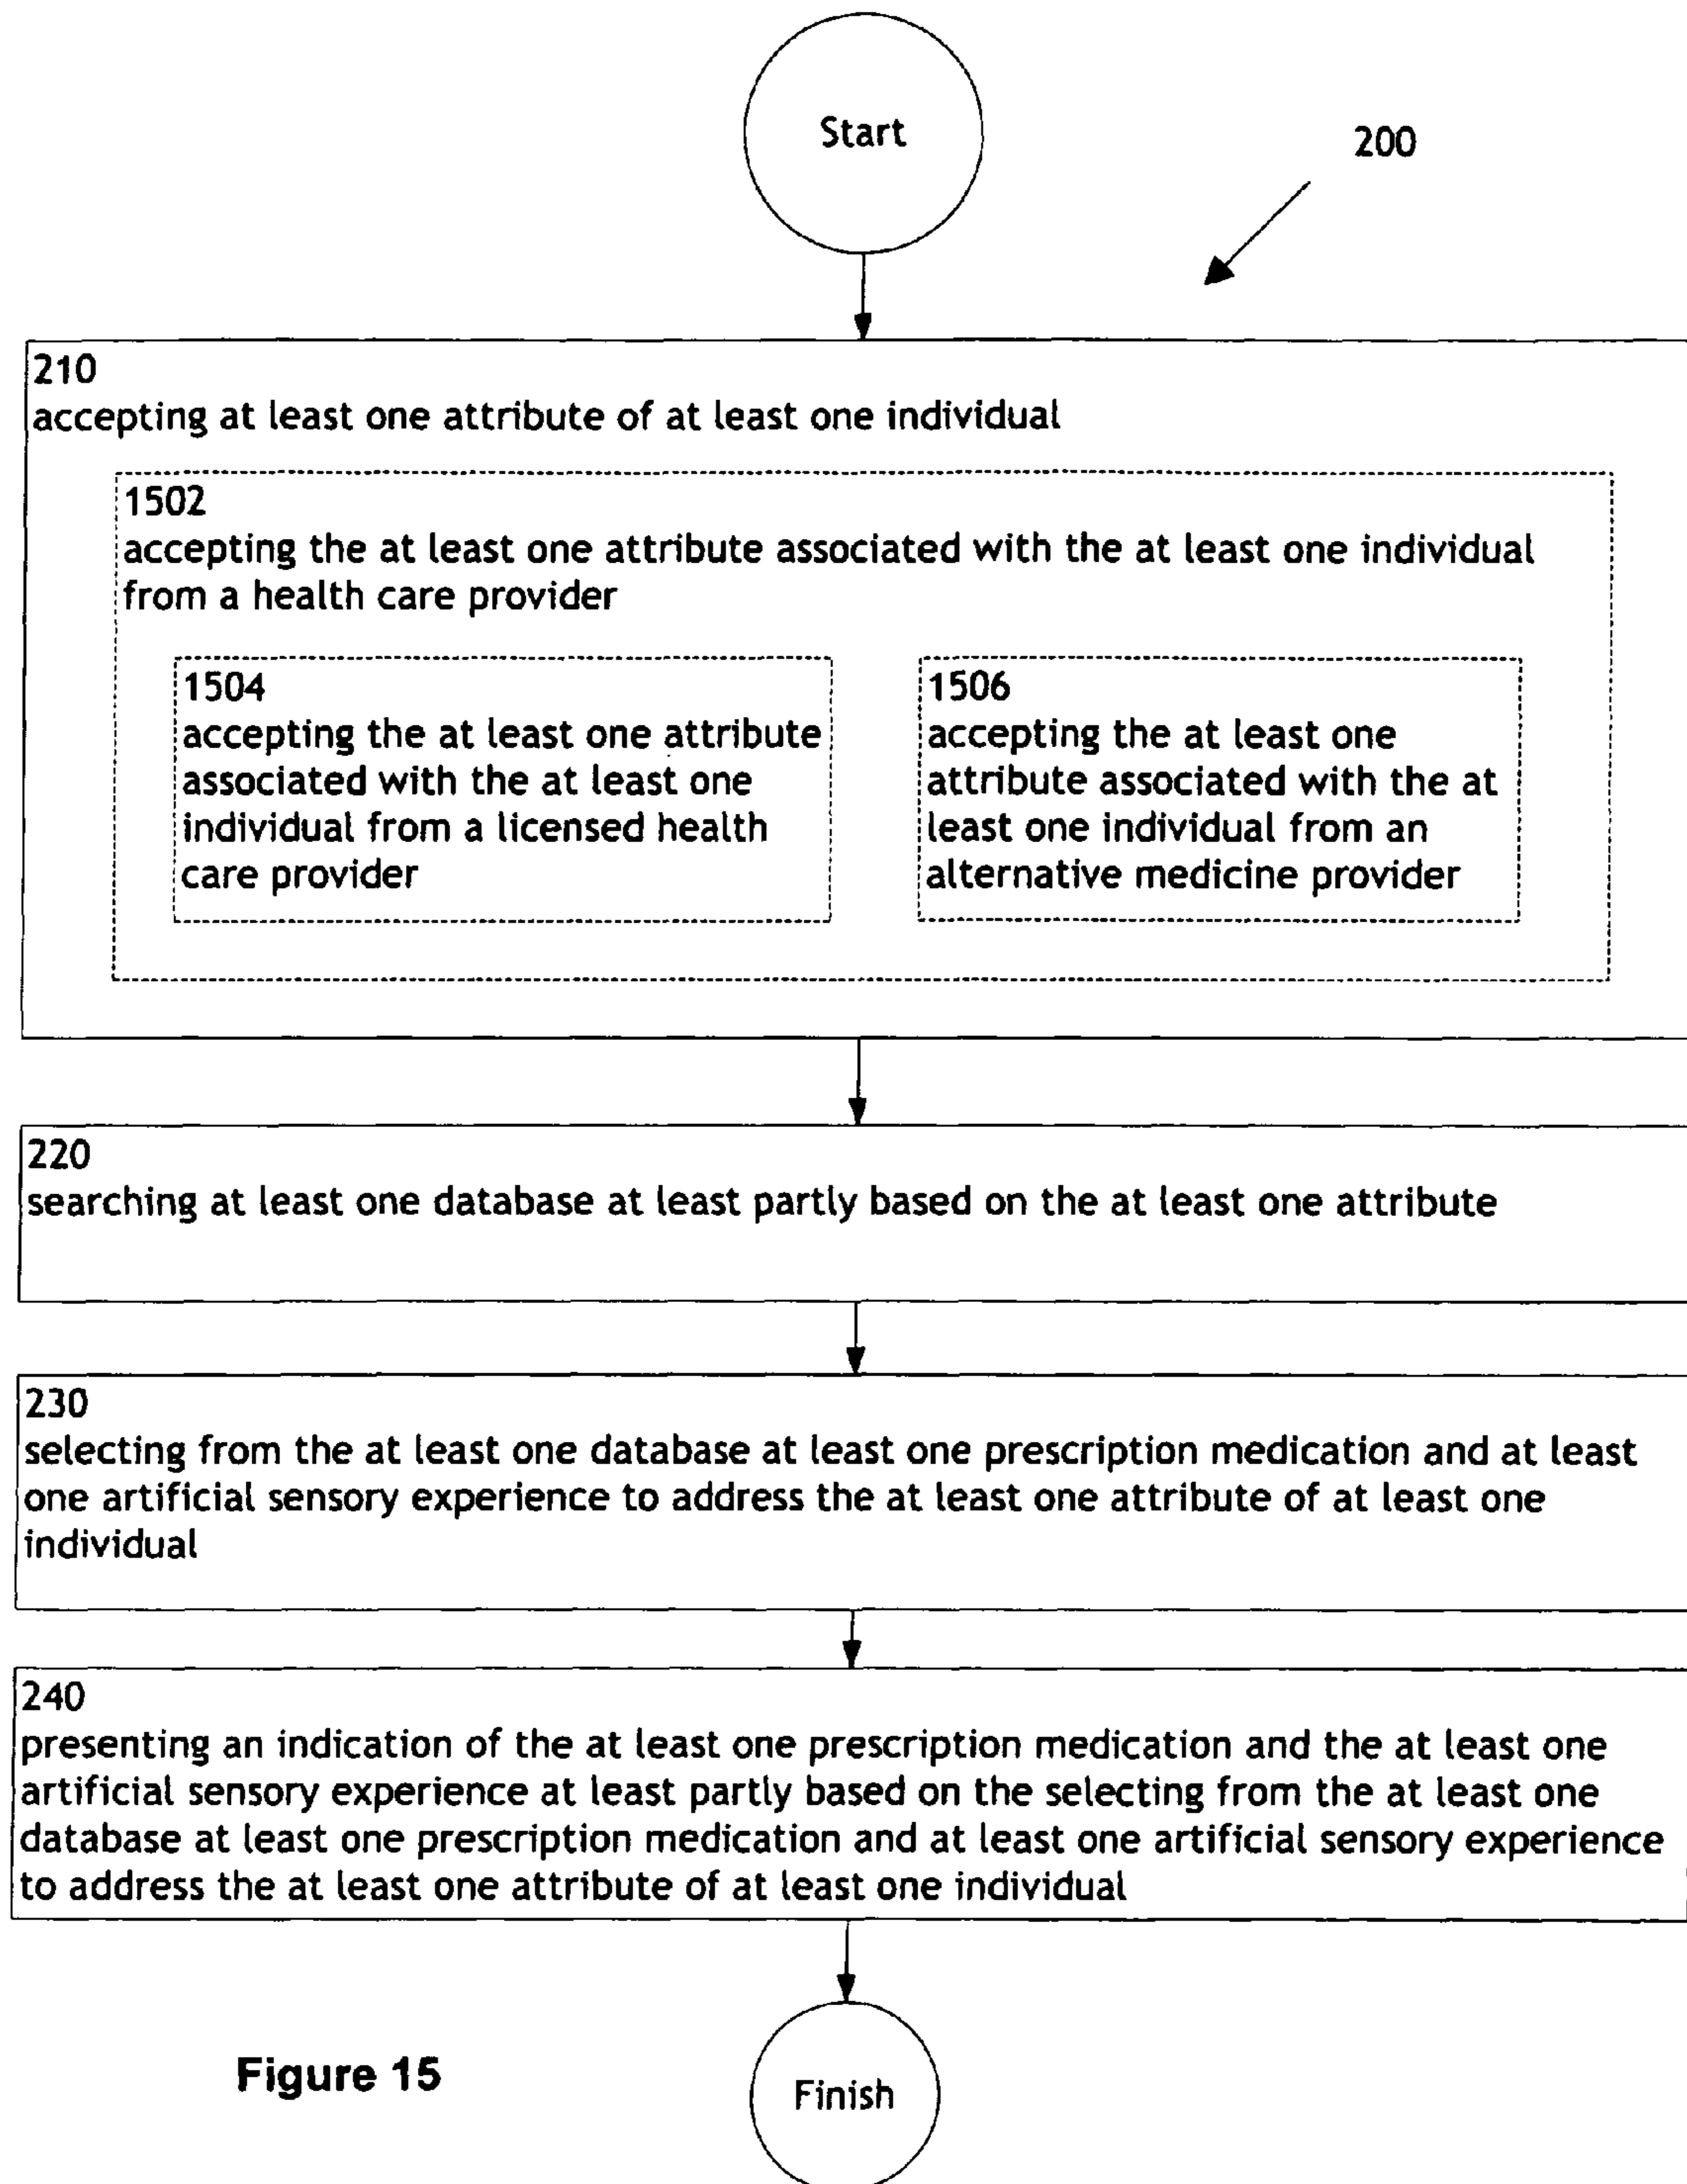 Start
200
210
accepting at least one attribute of at least one individual
1502
accepting the at least one attribute associated with the at least one individual
from a health care provider
1504
accepting the at least one attribute
associated with the at least one
individual from a licensed health
care provider
1506
accepting the at least one
attribute associated with the at
least one individual from an
alternative medicine provider
220
searching at least one database at least partly based on the at least one attribute
230
selecting from the at least one database at least one prescription medication and at least
one artificial sensory experience to address the at least one attribute of at least one
individual
240
presenting an indication of the at least one prescription medication and the at least one
artificial sensory experience at least partly based on the selecting from the at least one
database at least one prescription medication and at least one artificial sensory experience
to address the at least one attribute of at least one individual
Figure 15
Finish